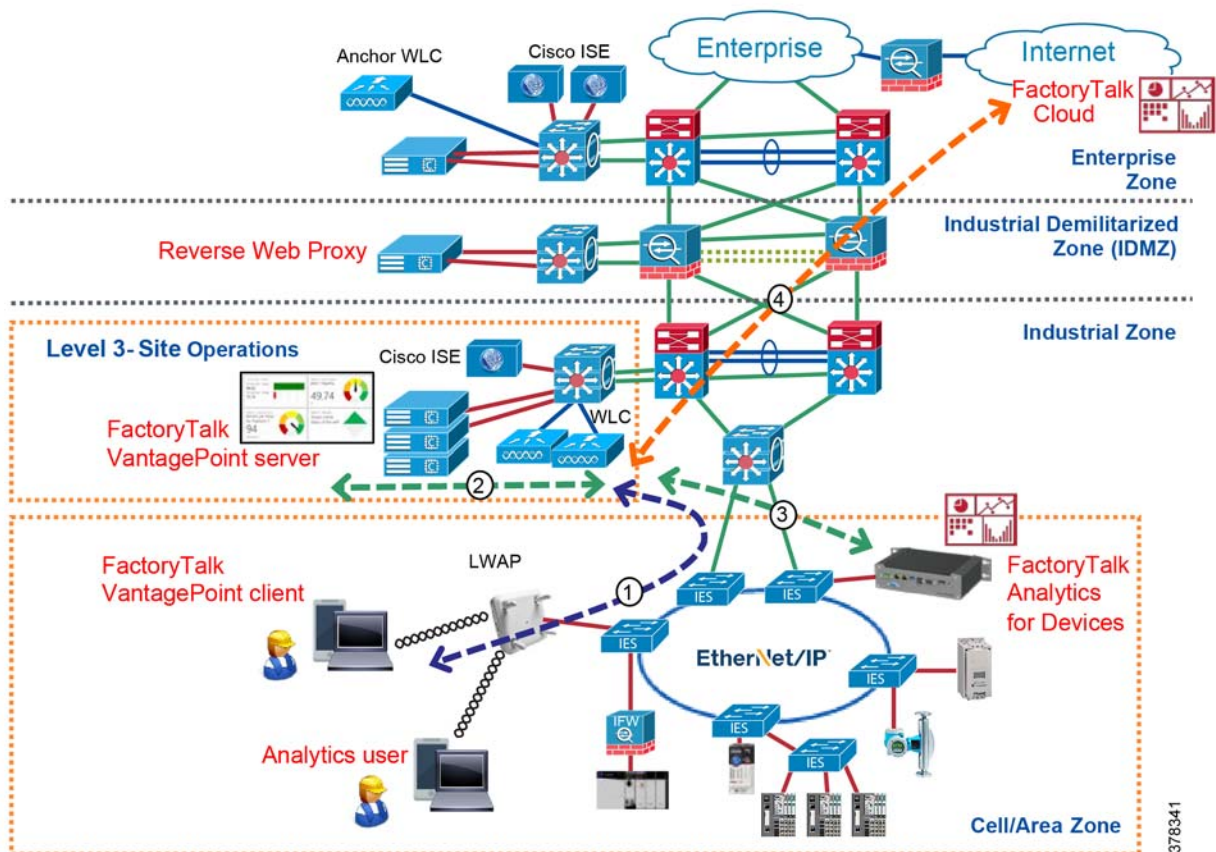 Anchor WLC
Cisco ISE
Enterprise
Internet
FactoryTalk
Cloud
Enterprise
Zone
Reverse Web Proxy
Industrial Demilitarized
Zone (IDMZ)
4
Industrial Zone
Level 3- Site Operations
Cisco ISE
49.74
94
WLC
FactoryTalk
VantagePoint server
2
3
FactoryTalk
VantagePoint client
LWAP
1
IES
IES
FactoryTalk
Analytics
for Devices
IES
EtherNet/IP
IES
IFW
IES
IES
Analytics user
Cell/Area Zone
378341